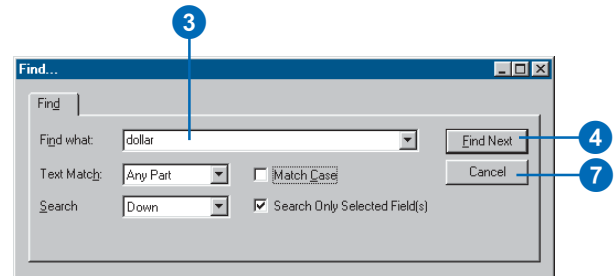 3
Find...
Find
Find what: dollar Find Next 4
Text Match: Any Part Match Case Cancel 7
Search Down Search Only Selected Field(s)